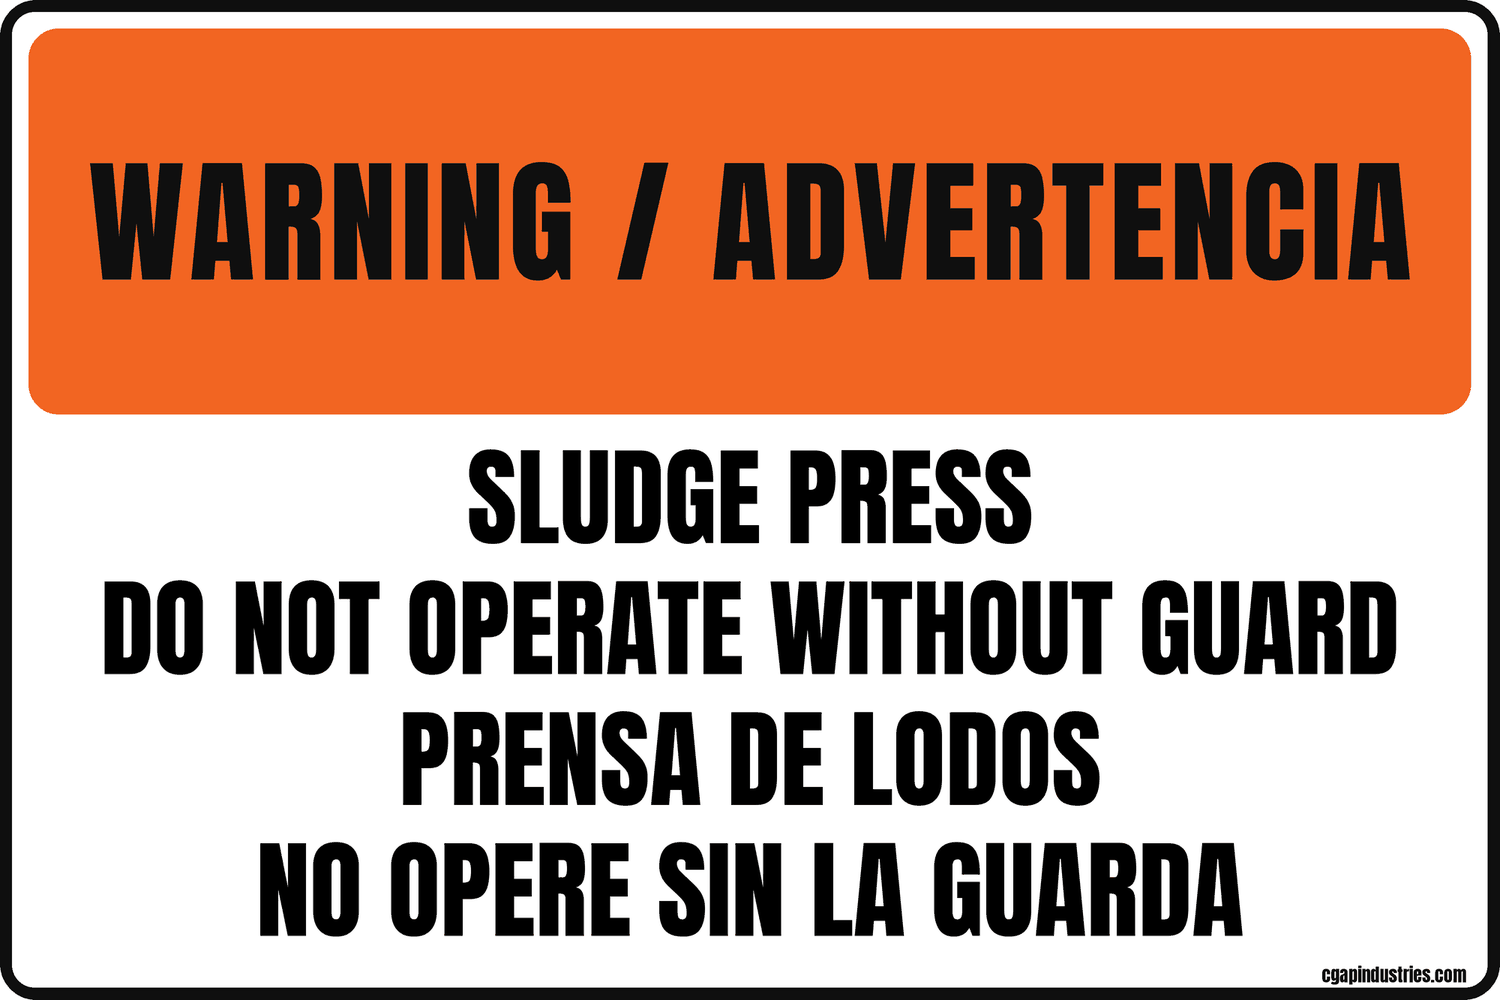 WARNING / ADVERTENCIA
SLUDGE PRESS
DO NOT OPERATE WITHOUT GUARD
PRENSA DE LODOS
NO OPERE SIN LA GUARDA
cgapindustries.com